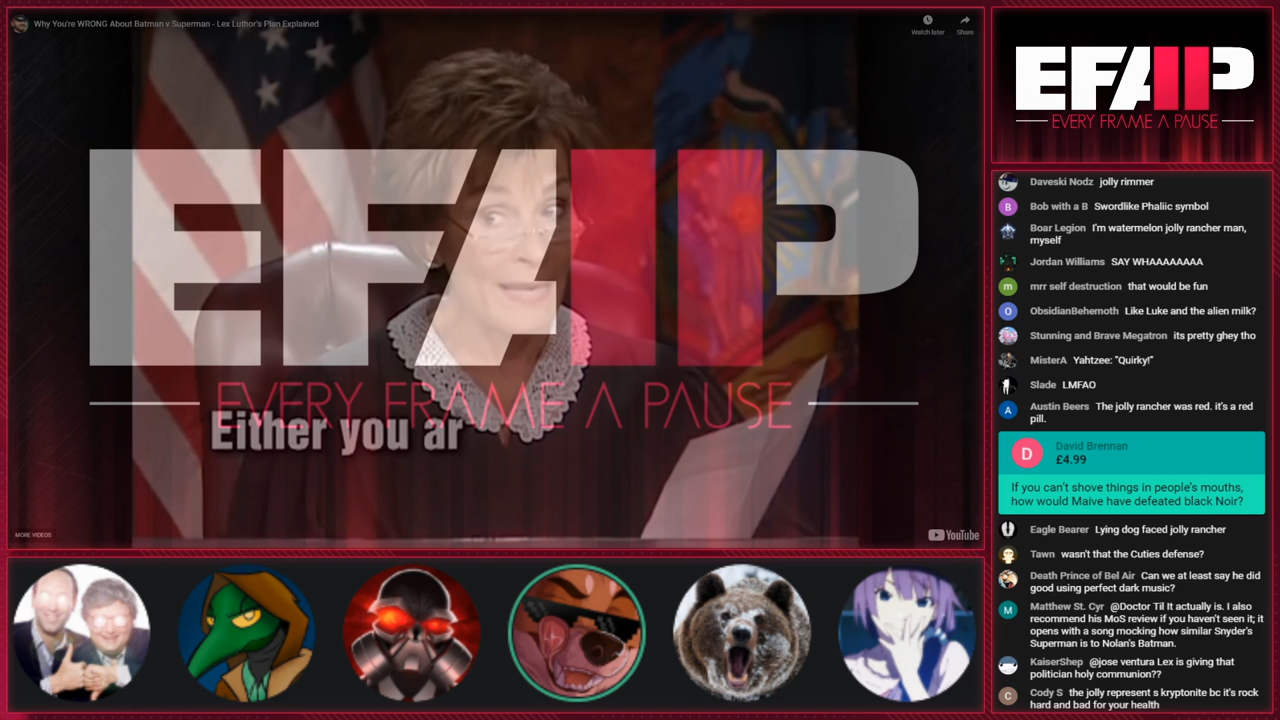 Why You're WRONG About Batman v Superman - Lex Luthor's Plan Explained
Watch later
Share
EFAP
EVERY FRAME A PAUSE
Either you ar
MORE VIDEOS
YouTube
EFAP
EVERY FRAME A PAUSE
Daveski Nodz jolly rimmer
B
Bob with a B Swordlike Phaliic symbol
Boar Legion I'm watermelon jolly rancher man,
myself
Jordan Williams SAY WHAAAAAAAA
m
mrr self destruction that would be fun
O
ObsidianBehemoth Like Luke and the alien milk?
Stunning and Brave Megatron its pretty ghey tho
MisterA Yahtzee: "Quirky!"
Slade LMFAO
A
Austin Beers The jolly rancher was red. it's a red
pill.
D
David Brennan
£4.99
If you can't shove things in people's mouths,
how would Maive have defeated black Noir?
Eagle Bearer Lying dog faced jolly rancher
Tawn wasn't that the Cuties defense?
Death Prince of Bel Air Can we at least say he did
good using perfect dark music?
M
Matthew St. Cyr @Doctor Til It actually is. I also
recommend his MoS review if you haven't seen it; it
opens with a song mocking how similar Snyder's
Superman is to Nolan's Batman.
KaiserShep @jose ventura Lex is giving that
politician holy communion??
C
Cody S the jolly represent s kryptonite bc it's rock
hard and bad for your health